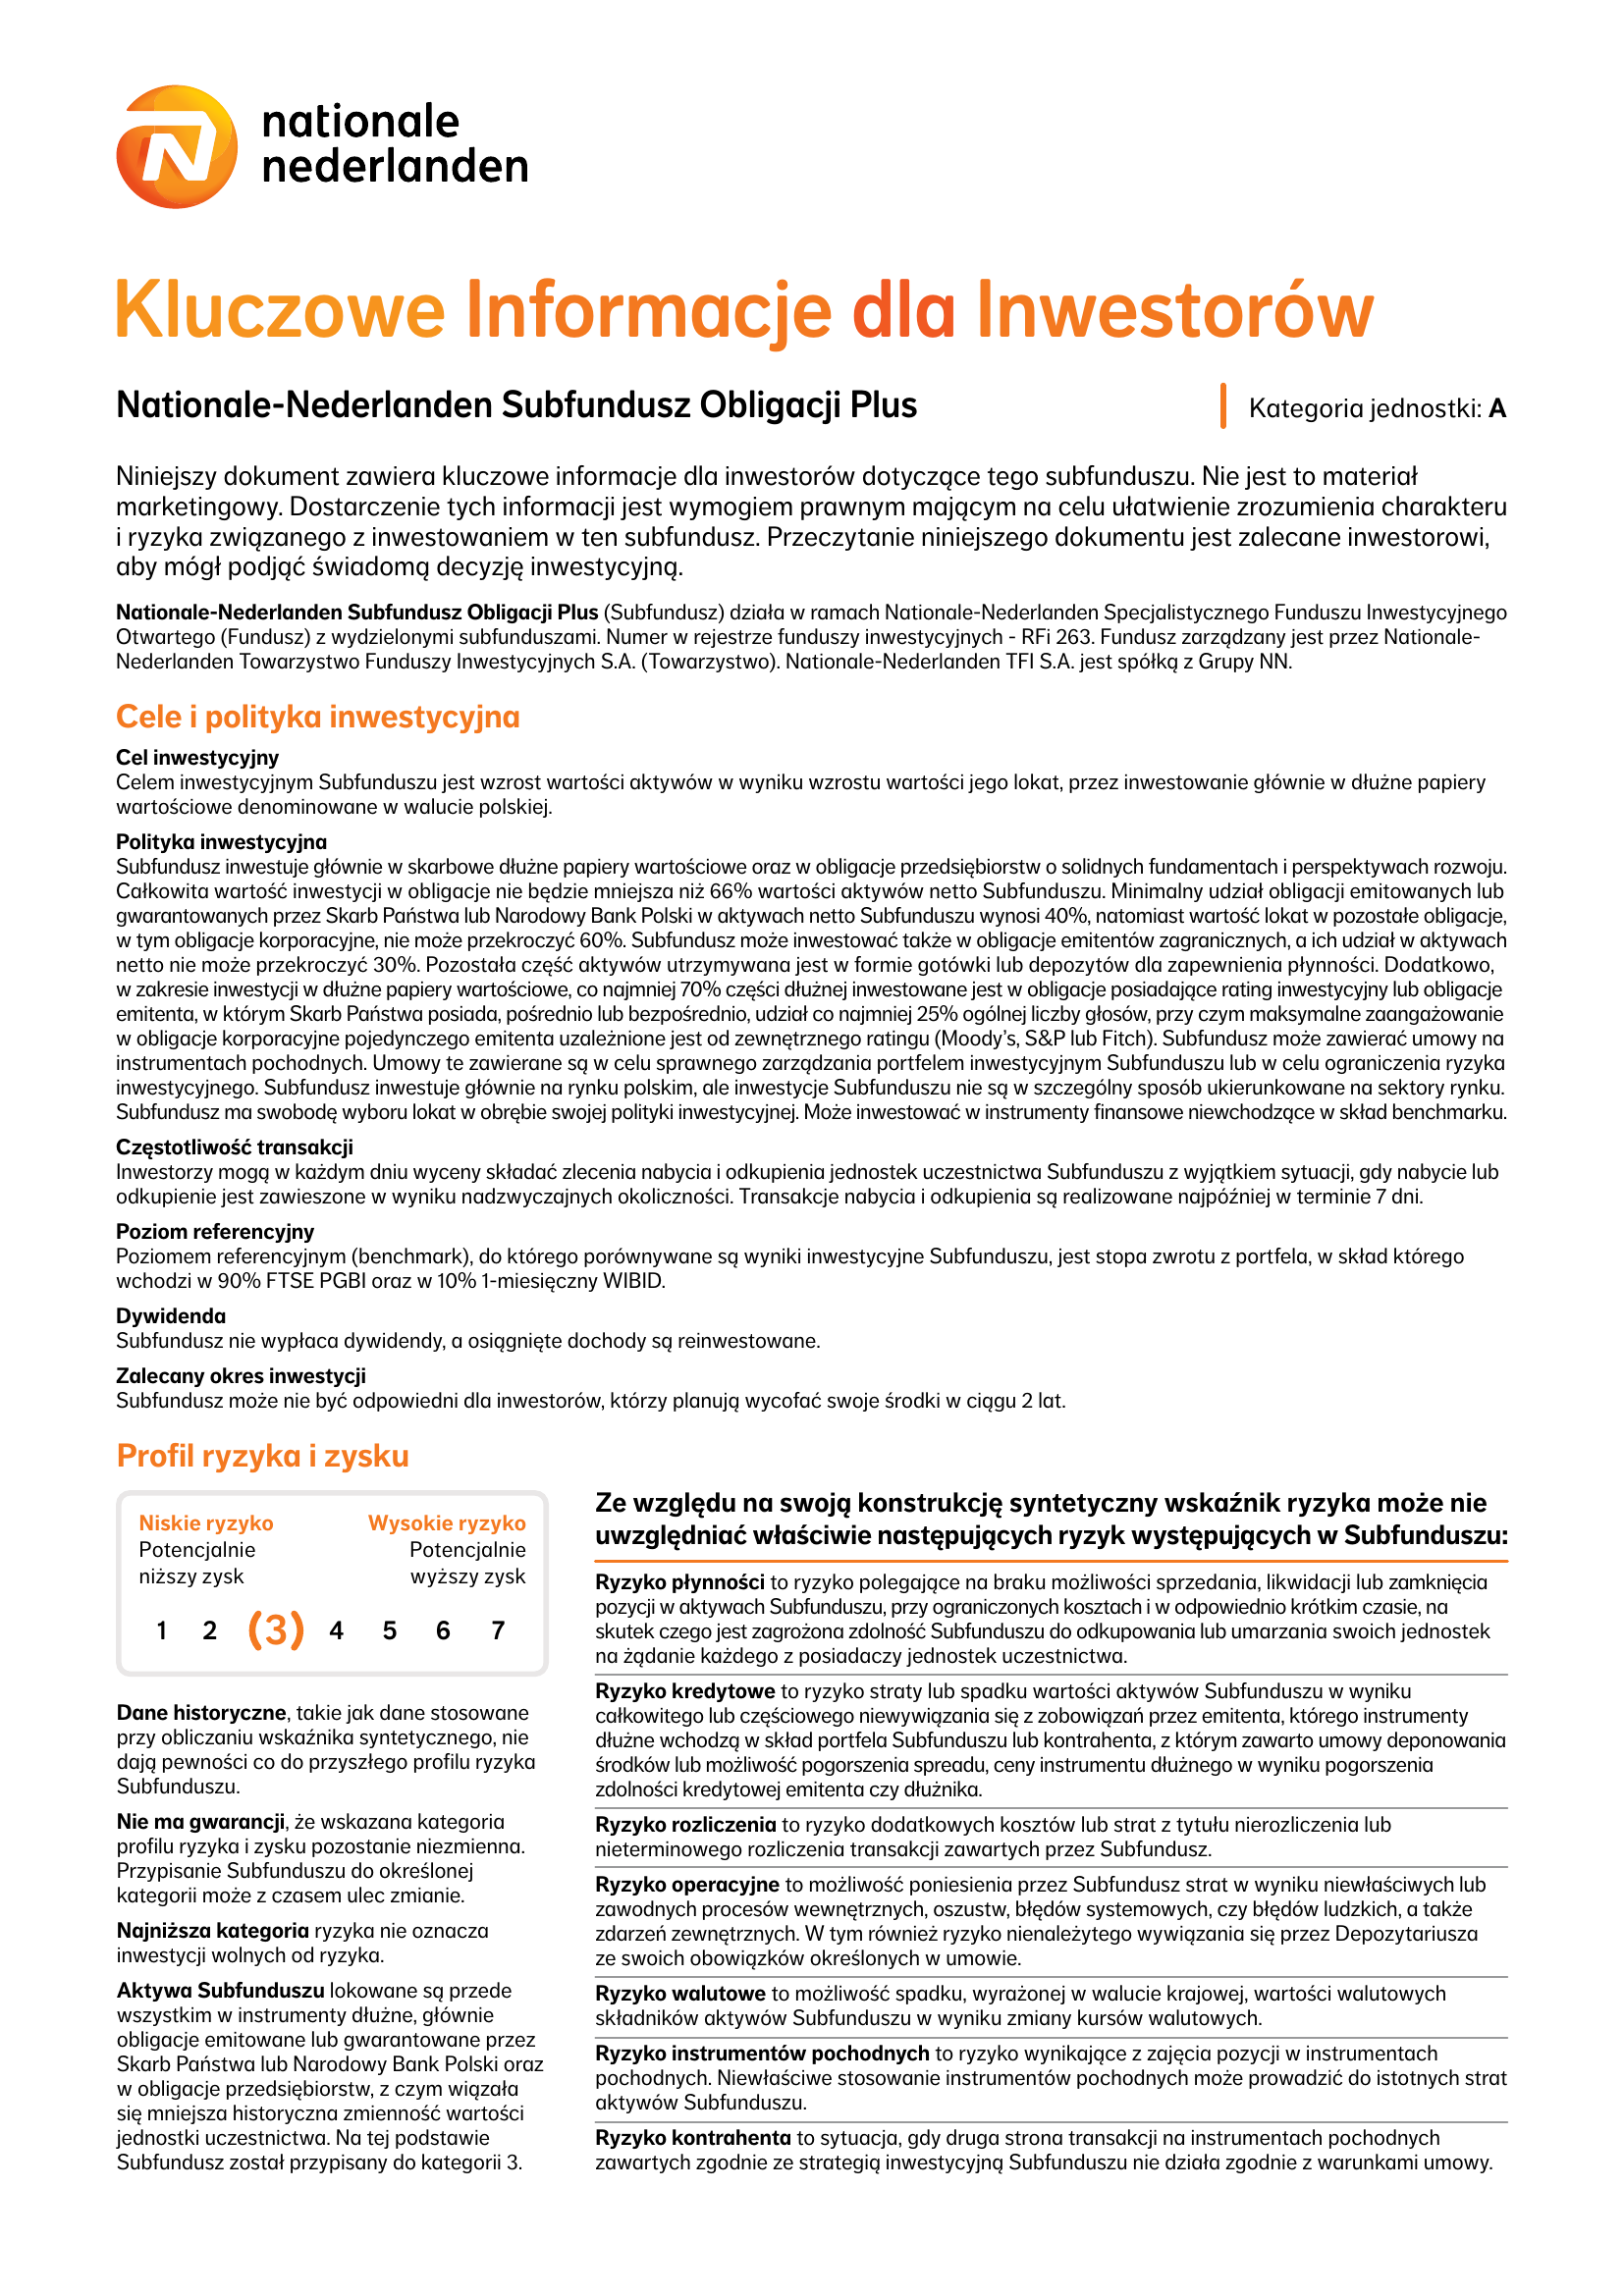 nationale
nederlanden
Kluczowe Informacje dla Inwestorów
Nationale-Nederlanden Subfundusz Obligacji Plus
Kategoria jednostki: A
Niniejszy dokument zawiera kluczowe informacje dla inwestorów dotyczące tego subfunduszu. Nie jest to materiał
marketingowy. Dostarczenie tych informacji jest wymogiem prawnym mającym na celu ułatwienie zrozumienia charakteru
i ryzyka związanego z inwestowaniem w ten subfundusz. Przeczytanie niniejszego dokumentu jest zalecane inwestorowi,
aby mógł podjąć świadomą decyzję inwestycyjną.
Nationale-Nederlanden Subfundusz Obligacji Plus (Subfundusz) działa w ramach Nationale-Nederlanden Specjalistycznego Funduszu Inwestycyjnego
Otwartego (Fundusz) z wydzielonymi subfunduszami. Numer w rejestrze funduszy inwestycyjnych - RFi 263. Fundusz zarządzany jest przez Nationale-
Nederlanden Towarzystwo Funduszy Inwestycyjnych S.A. (Towarzystwo). Nationale-Nederlanden TFI S.A. jest spółką z Grupy NN.
Cele i polityka inwestycyjna
Cel inwestycyjny
Celem inwestycyjnym Subfunduszu jest wzrost wartości aktywów w wyniku wzrostu wartości jego lokat, przez inwestowanie głównie w dłużne papiery
wartościowe denominowane w walucie polskiej.
Polityka inwestycyjna
Subfundusz inwestuje głównie w skarbowe dłużne papiery wartościowe oraz w obligacje przedsiębiorstw o solidnych fundamentach i perspektywach rozwoju.
Całkowita wartość inwestycji w obligacje nie będzie mniejsza niż 66% wartości aktywów netto Subfunduszu. Minimalny udział obligacji emitowanych lub
gwarantowanych przez Skarb Państwa lub Narodowy Bank Polski w aktywach netto Subfunduszu wynosi 40%, natomiast wartość lokat w pozostałe obligacje,
w tym obligacje korporacyjne, nie może przekroczyć 60%. Subfundusz może inwestować także w obligacje emitentów zagranicznych, a ich udział w aktywach
netto nie może przekroczyć 30%. Pozostała część aktywów utrzymywana jest w formie gotówki lub depozytów dla zapewnienia płynności. Dodatkowo,
w zakresie inwestycji w dłużne papiery wartościowe, co najmniej 70% części dłużnej inwestowane jest w obligacje posiadające rating inwestycyjny lub obligacje
emitenta, w którym Skarb Państwa posiada, pośrednio lub bezpośrednio, udział co najmniej 25% ogólnej liczby głosów, przy czym maksymalne zaangażowanie
w obligacje korporacyjne pojedynczego emitenta uzależnione jest od zewnętrznego ratingu (Moody’s, S&P lub Fitch). Subfundusz może zawierać umowy na
instrumentach pochodnych. Umowy te zawierane są w celu sprawnego zarządzania portfelem inwestycyjnym Subfunduszu lub w celu ograniczenia ryzyka
inwestycyjnego. Subfundusz inwestuje głównie na rynku polskim, ale inwestycje Subfunduszu nie są w szczególny sposób ukierunkowane na sektory rynku.
Subfundusz ma swobodę wyboru lokat w obrębie swojej polityki inwestycyjnej. Może inwestować w instrumenty finansowe niewchodzące w skład benchmarku.
Częstotliwość transakcji
Inwestorzy mogą w każdym dniu wyceny składać zlecenia nabycia i odkupienia jednostek uczestnictwa Subfunduszu z wyjątkiem sytuacji, gdy nabycie lub
odkupienie jest zawieszone w wyniku nadzwyczajnych okoliczności. Transakcje nabycia i odkupienia są realizowane najpóźniej w terminie 7 dni.
Poziom referencyjny
Poziomem referencyjnym (benchmark), do którego porównywane są wyniki inwestycyjne Subfunduszu, jest stopa zwrotu z portfela, w skład którego
wchodzi w 90% FTSE PGBI oraz w 10% 1-miesięczny WIBID.
Dywidenda
Subfundusz nie wypłaca dywidendy, a osiągnięte dochody są reinwestowane.
Zalecany okres inwestycji
Subfundusz może nie być odpowiedni dla inwestorów, którzy planują wycofać swoje środki w ciągu 2 lat.
Profil ryzyka i zysku
Niskie ryzyko Wysokie ryzyko
Potencjalnie Potencjalnie
niższy zysk wyższy zysk
1 2 (3) 4 5 6 7
Dane historyczne, takie jak dane stosowane
przy obliczaniu wskaźnika syntetycznego, nie
dają pewności co do przyszłego profilu ryzyka
Subfunduszu.
Nie ma gwarancji, że wskazana kategoria
profilu ryzyka i zysku pozostanie niezmienna.
Przypisanie Subfunduszu do określonej
kategorii może z czasem ulec zmianie.
Najniższa kategoria ryzyka nie oznacza
inwestycji wolnych od ryzyka.
Aktywa Subfunduszu lokowane są przede
wszystkim w instrumenty dłużne, głównie
obligacje emitowane lub gwarantowane przez
Skarb Państwa lub Narodowy Bank Polski oraz
w obligacje przedsiębiorstw, z czym wiązała
się mniejsza historyczna zmienność wartości
jednostki uczestnictwa. Na tej podstawie
Subfundusz został przypisany do kategorii 3.
Ze względu na swoją konstrukcję syntetyczny wskaźnik ryzyka może nie
uwzględniać właściwie następujących ryzyk występujących w Subfunduszu:
Ryzyko płynności to ryzyko polegające na braku możliwości sprzedania, likwidacji lub zamknięcia
pozycji w aktywach Subfunduszu, przy ograniczonych kosztach i w odpowiednio krótkim czasie, na
skutek czego jest zagrożona zdolność Subfunduszu do odkupowania lub umarzania swoich jednostek
na żądanie każdego z posiadaczy jednostek uczestnictwa.
Ryzyko kredytowe to ryzyko straty lub spadku wartości aktywów Subfunduszu w wyniku
całkowitego lub częściowego niewywiązania się z zobowiązań przez emitenta, którego instrumenty
dłużne wchodzą w skład portfela Subfunduszu lub kontrahenta, z którym zawarto umowy deponowania
środków lub możliwość pogorszenia spreadu, ceny instrumentu dłużnego w wyniku pogorszenia
zdolności kredytowej emitenta czy dłużnika.
Ryzyko rozliczenia to ryzyko dodatkowych kosztów lub strat z tytułu nierozliczenia lub
nieterminowego rozliczenia transakcji zawartych przez Subfundusz.
Ryzyko operacyjne to możliwość poniesienia przez Subfundusz strat w wyniku niewłaściwych lub
zawodnych procesów wewnętrznych, oszustw, błędów systemowych, czy błędów ludzkich, a także
zdarzeń zewnętrznych. W tym również ryzyko nienależytego wywiązania się przez Depozytariusza
ze swoich obowiązków określonych w umowie.
Ryzyko walutowe to możliwość spadku, wyrażonej w walucie krajowej, wartości walutowych
składników aktywów Subfunduszu w wyniku zmiany kursów walutowych.
Ryzyko instrumentów pochodnych to ryzyko wynikające z zajęcia pozycji w instrumentach
pochodnych. Niewłaściwe stosowanie instrumentów pochodnych może prowadzić do istotnych strat
aktywów Subfunduszu.
Ryzyko kontrahenta to sytuacja, gdy druga strona transakcji na instrumentach pochodnych
zawartych zgodnie ze strategią inwestycyjną Subfunduszu nie działa zgodnie z warunkami umowy.